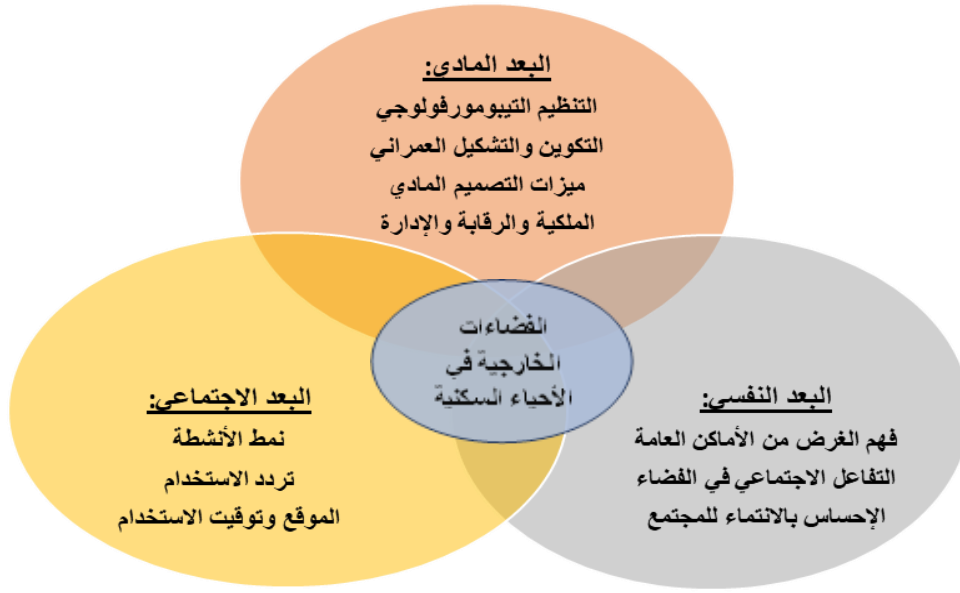 البعد المادي:
التنظيم التيبومورفولوجي
التكوين والتشكيل العمراني
ميزات التصميم المادي
الملكية والرقابة والإدارة
الفضاءات
الخارجية في
الأحياء السكنية
البعد النفسي:
فهم الغرض من الأماكن العامة
التفاعل الاجتماعي في الفضاء
الإحساس بالانتماء للمجتمع
البعد الاجتماعي:
نمط الأنشطة
تردد الاستخدام
الموقع وتوقيت الاستخدام